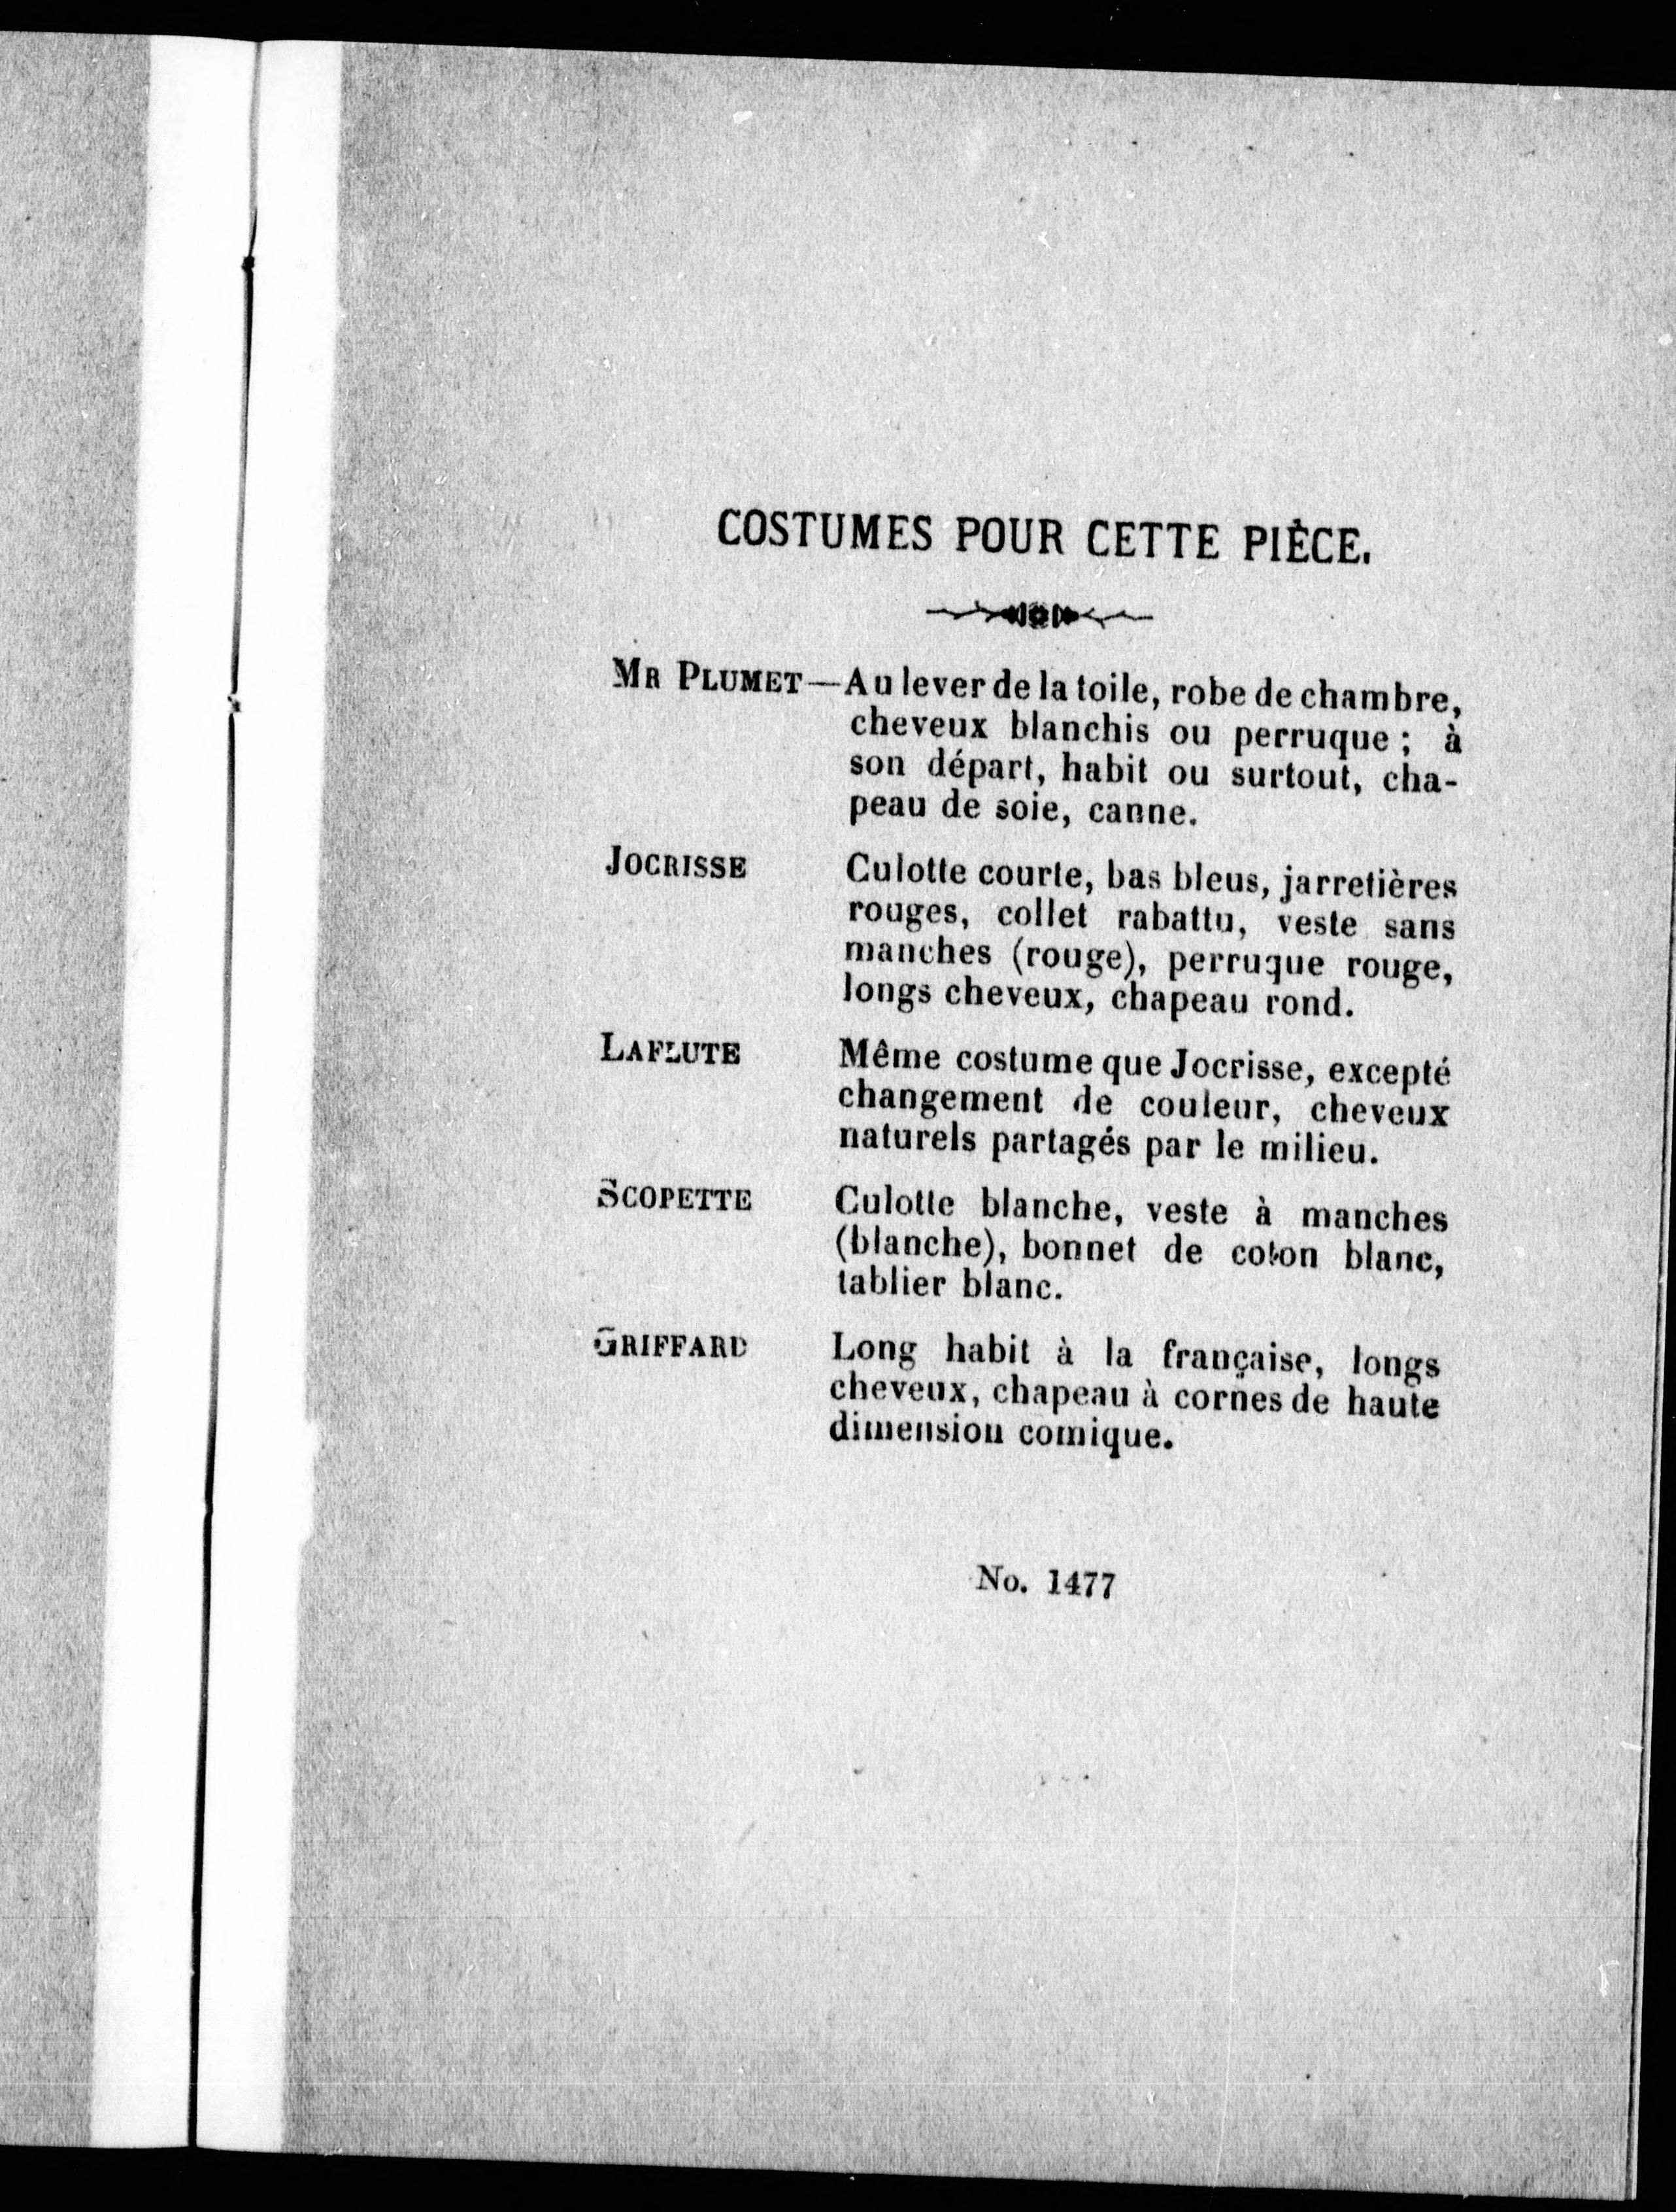 COSTUMES POUR CETTE PIÈCE.
MR PLUMET—Au lever de la toile, robe de chambre,
cheveux blanchis ou perruque ; à
son départ, habit ou surtout, cha-
peau de soie, canne.
JOCRISSE Culotte courte, bas bleus, jarretières
rouges, collet rabattu, veste sans
manches (rouge), perruque rouge,
longs cheveux, chapeau rond.
LAFLUTE Même costume que Jocrisse, excepté
changement de couleur, cheveux
naturels partagés par le milieu.
SCOPETTE Culotte blanche, veste à manches
(blanche), bonnet de coton blanc,
tablier blanc.
GRIFFARD Long habit à la française, longs
cheveux, chapeau à cornes de haute
dimension comique.
No. 1477